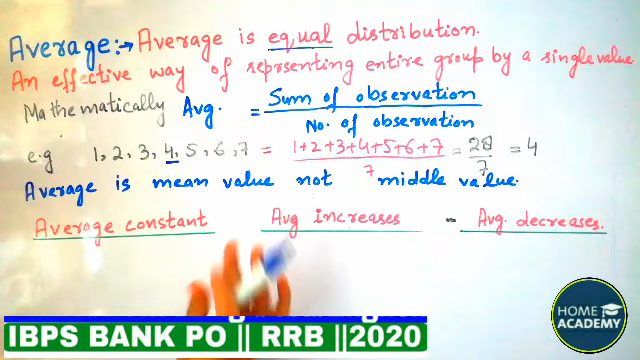 Average:→ Average is equal distribution.
An effective way of reprsenting entire group by a single value.
Mathematically Avg. = Sum of observation / No. of observation
e.g 1, 2, 3, 4, 5, 6, 7 = 1+2+3+4+5+6+7 / 7 = 28 / 7 = 4
Average is mean value not middle value.
Average constant Avg increases - Avg. decreases.
HOME
ACADEMY
IBPS BANK PO || RRB ||2020